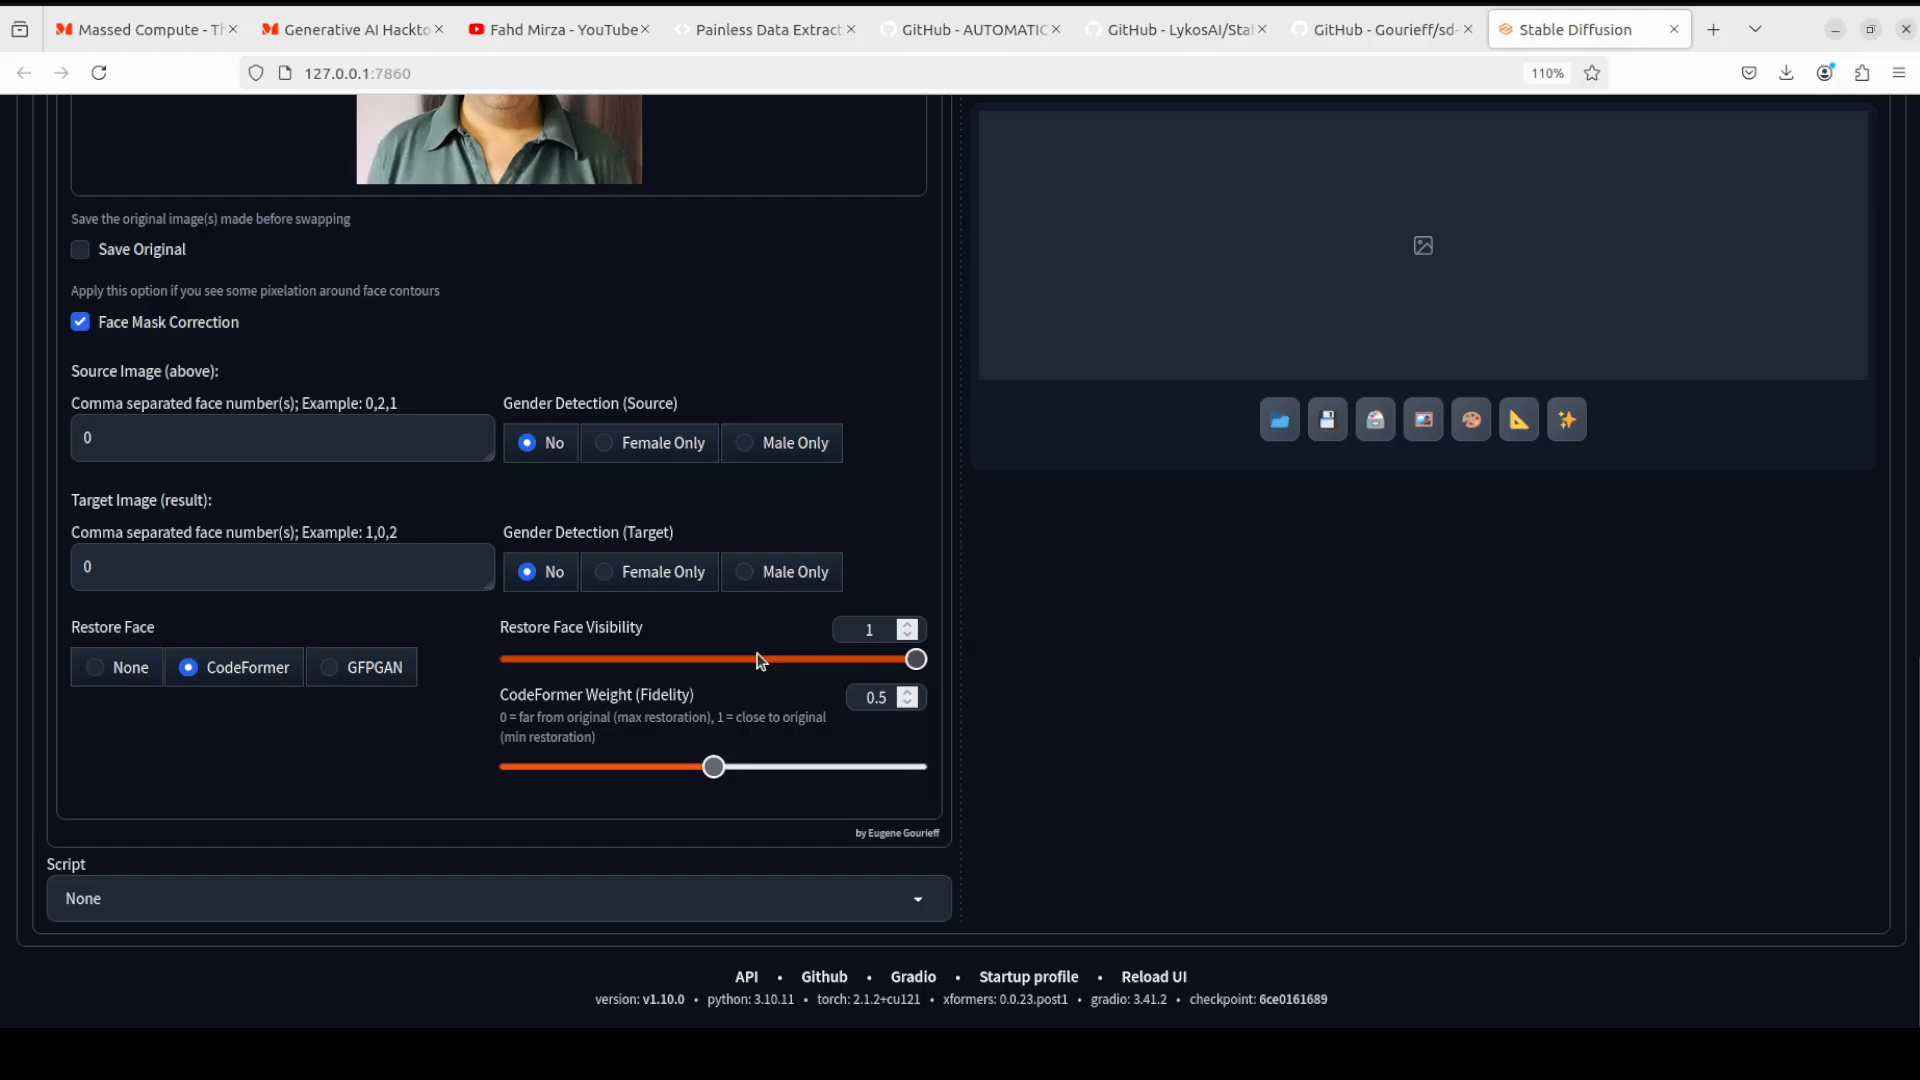 Massed Compute - Th
Generative AI Hackto
Fahd Mirza - YouTube
Painless Data Extract
GitHub - AUTOMATIC
GitHub - LykosAI/Stal
GitHub - Gourieff/sd-
Stable Diffusion
127.0.0.1:7860
110%
Save the original image(s) made before swapping
Save Original
Apply this option if you see some pixelation around face contours
Face Mask Correction
Source Image (above):
Comma separated face number(s); Example: 0,2,1
Gender Detection (Source)
0
No
Female Only
Male Only
Target Image (result):
Comma separated face number(s); Example: 1,0,2
Gender Detection (Target)
0
No
Female Only
Male Only
Restore Face
Restore Face Visibility
1
None
CodeFormer
GFPGAN
CodeFormer Weight (Fidelity)
0.5
0 = far from original (max restoration), 1 = close to original
(min restoration)
by Eugene Gourieff
Script
None
API • Github • Gradio • Startup profile • Reload UI
version: v1.10.0 • python: 3.10.11 • torch: 2.1.2+cu121 • xformers: 0.0.23.post1 • gradio: 3.41.2 • checkpoint: 6ce0161689